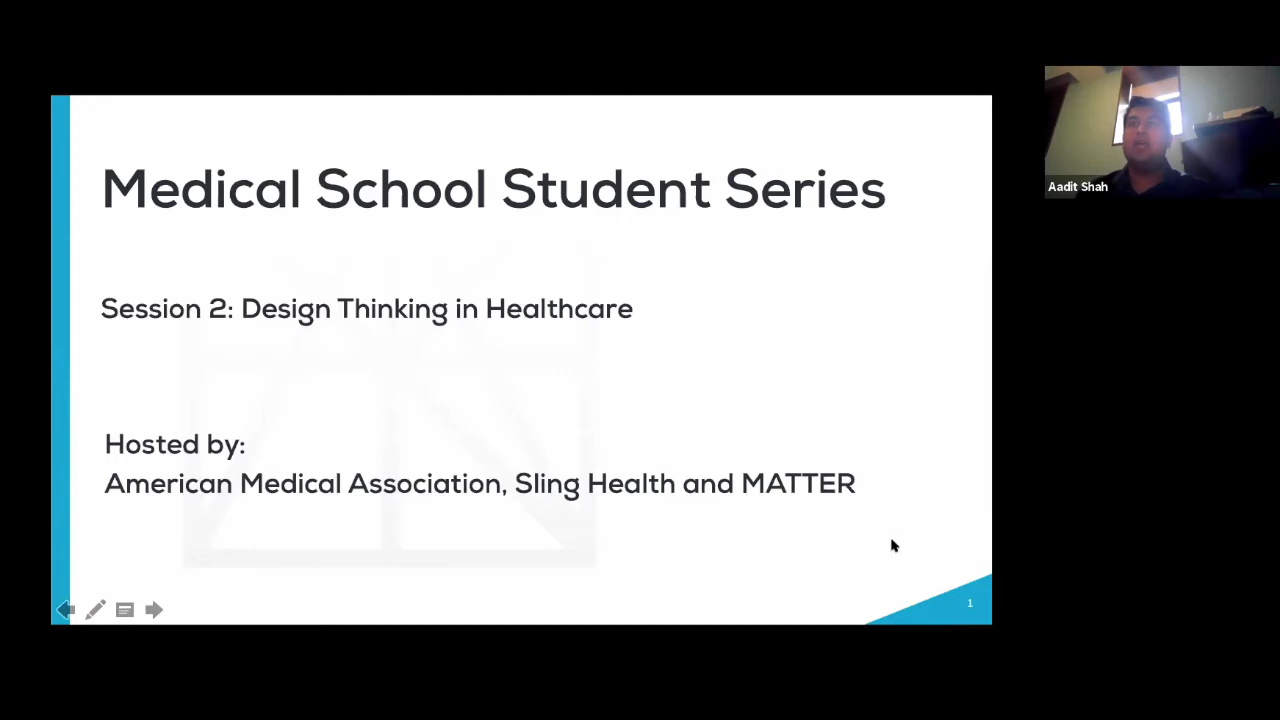 Medical School Student Series
Session 2: Design Thinking in Healthcare
Hosted by:
American Medical Association, Sling Health and MATTER
1
Aadit Shah